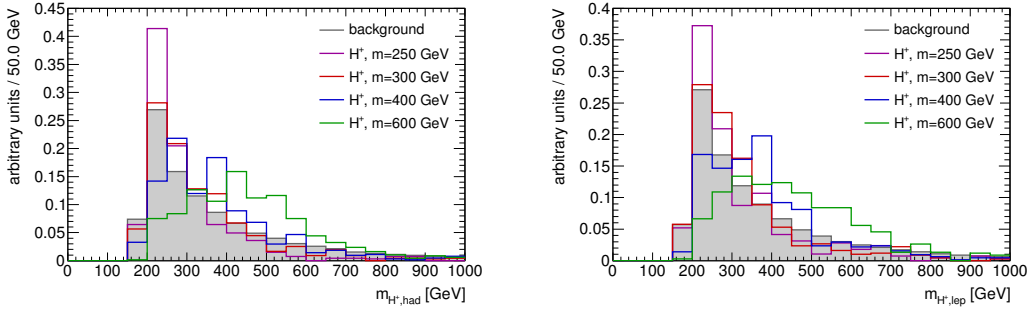 arbitrary units / 50.0 GeV
0.45
0.4
0.35
0.3
0.25
0.2
0.15
0.1
0.05
0
background
H⁺, m=250 GeV
H⁺, m=300 GeV
H⁺, m=400 GeV
H⁺, m=600 GeV
0 100 200 300 400 500 600 700 800 900 1000
m_H⁺,had [GeV]
arbitrary units / 50.0 GeV
0.4
0.35
0.3
0.25
0.2
0.15
0.1
0.05
0
background
H⁺, m=250 GeV
H⁺, m=300 GeV
H⁺, m=400 GeV
H⁺, m=600 GeV
0 100 200 300 400 500 600 700 800 900 1000
m_H⁺,lep [GeV]